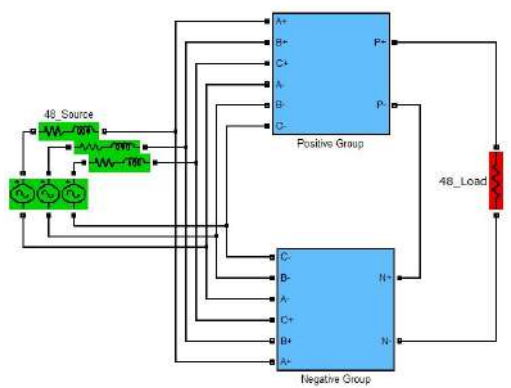 A+
B+
C+
A-
B-
C-
P+
P-
Positive Group
48_Source
48_Load
C-
B-
A-
C+
B+
A+
N+
N-
Negative Group